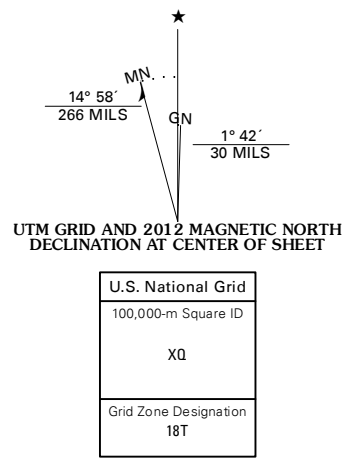 ★
MN
14° 58´
266 MILS
GN
1° 42´
30 MILS
UTM GRID AND 2012 MAGNETIC NORTH
DECLINATION AT CENTER OF SHEET
U.S. National Grid
100,000-m Square ID
XQ
Grid Zone Designation
18T